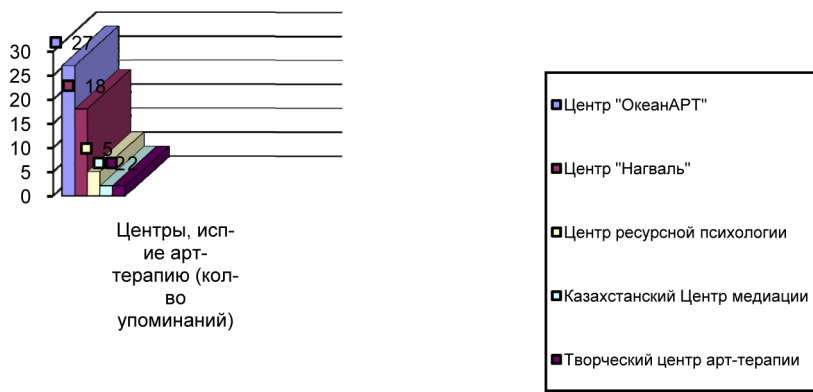 30
25
20
15
10
5
0
27
18
5
2 2
Центры, исп-
ие арт-
терапию (кол-
во
упоминаний)
Центр "ОкеанАРТ"
Центр "Нагваль"
Центр ресурсной психологии
Казахстанский Центр медиации
Творческий центр арт-терапии